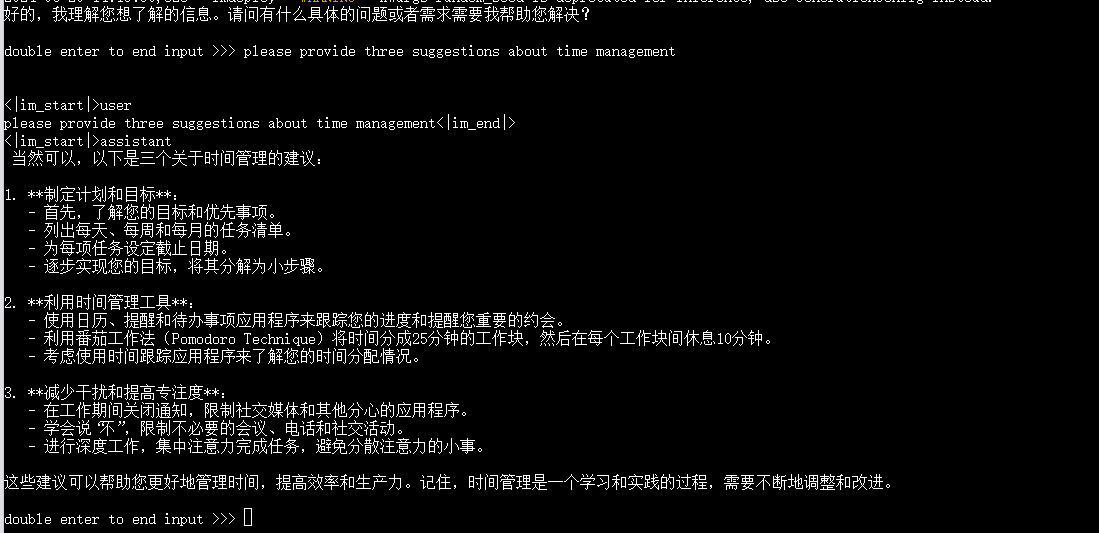 好的，我理解您想了解的信息。请问有什么具体的问题或者需求需要我帮助您解决？
double enter to end input >>> please provide three suggestions about time management
<|im_start|>user
please provide three suggestions about time management<|im_end|>
<|im_start|>assistant
当然可以，以下是三个关于时间管理的建议：
1. **制定计划和目标**：
- 首先，了解您的目标和优先事项。
- 列出每天、每周和每月的任务清单。
- 为每项任务设定截止日期。
- 逐步实现您的目标，将其分解为小步骤。
2. **利用时间管理工具**：
- 使用日历、提醒和待办事项应用程序来跟踪您的进度和提醒您重要的约会。
- 利用番茄工作法（Pomodoro Technique）将时间分成25分钟的工作块，然后在每个工作块间休息10分钟。
- 考虑使用时间跟踪应用程序来了解您的时间分配情况。
3. **减少干扰和提高专注度**：
- 在工作期间关闭通知，限制社交媒体和其他分心的应用程序。
- 学会说“不”，限制不必要的会议、电话和社交活动。
- 进行深度工作，集中注意力完成任务，避免分散注意力的小事。
这些建议可以帮助您更好地管理时间，提高效率和生产力。记住，时间管理是一个学习和实践的过程，需要不断地调整和改进。
double enter to end input >>>